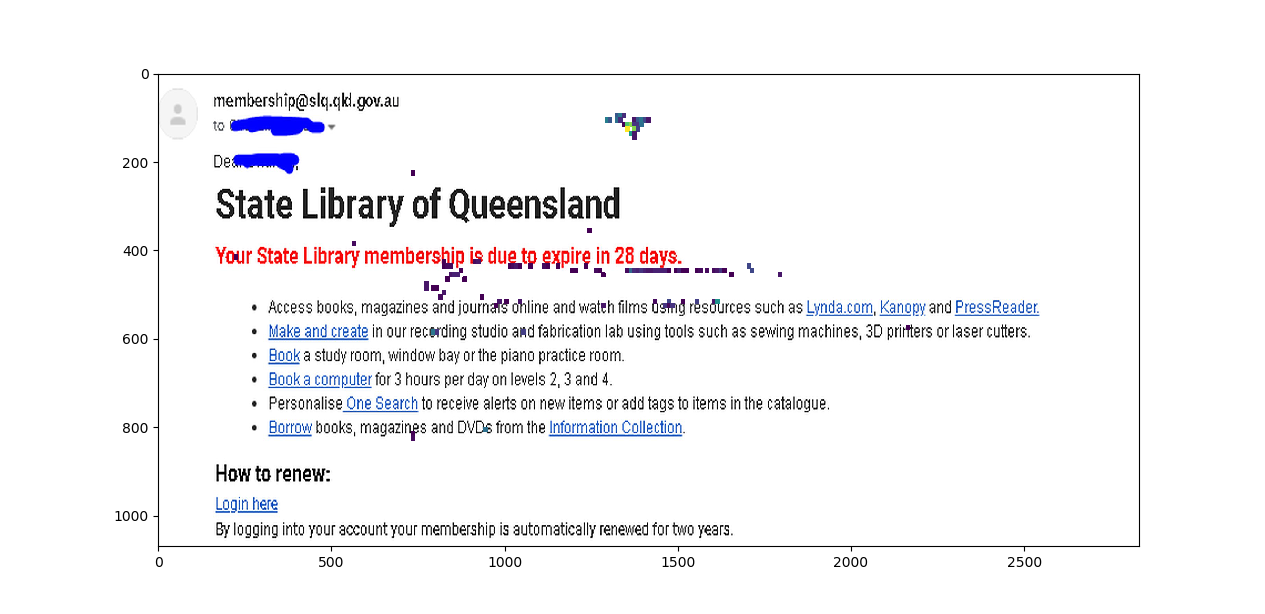 0
200
400
600
800
1000
0 500 1000 1500 2000 2500
membership@slq.qld.gov.au
to
Dear
State Library of Queensland
Your State Library membership is due to expire in 28 days.
• Access books, magazines and journals online and watch films using resources such as Lynda.com, Kanopy and PressReader.
• Make and create in our recording studio and fabrication lab using tools such as sewing machines, 3D printers or laser cutters.
• Book a study room, window bay or the piano practice room.
• Book a computer for 3 hours per day on levels 2, 3 and 4.
• Personalise One Search to receive alerts on new items or add tags to items in the catalogue.
• Borrow books, magazines and DVDs from the Information Collection.
How to renew:
Login here
By logging into your account your membership is automatically renewed for two years.